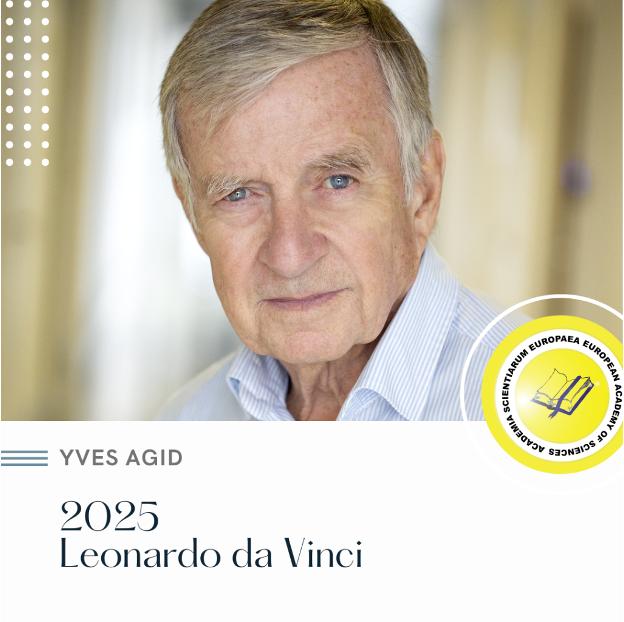 ACADEMIA SCIENTIARUM EUROPAEA EUROPEAN ACADEMY OF SCIENCES
YVES AGID
2025
Leonardo da Vinci